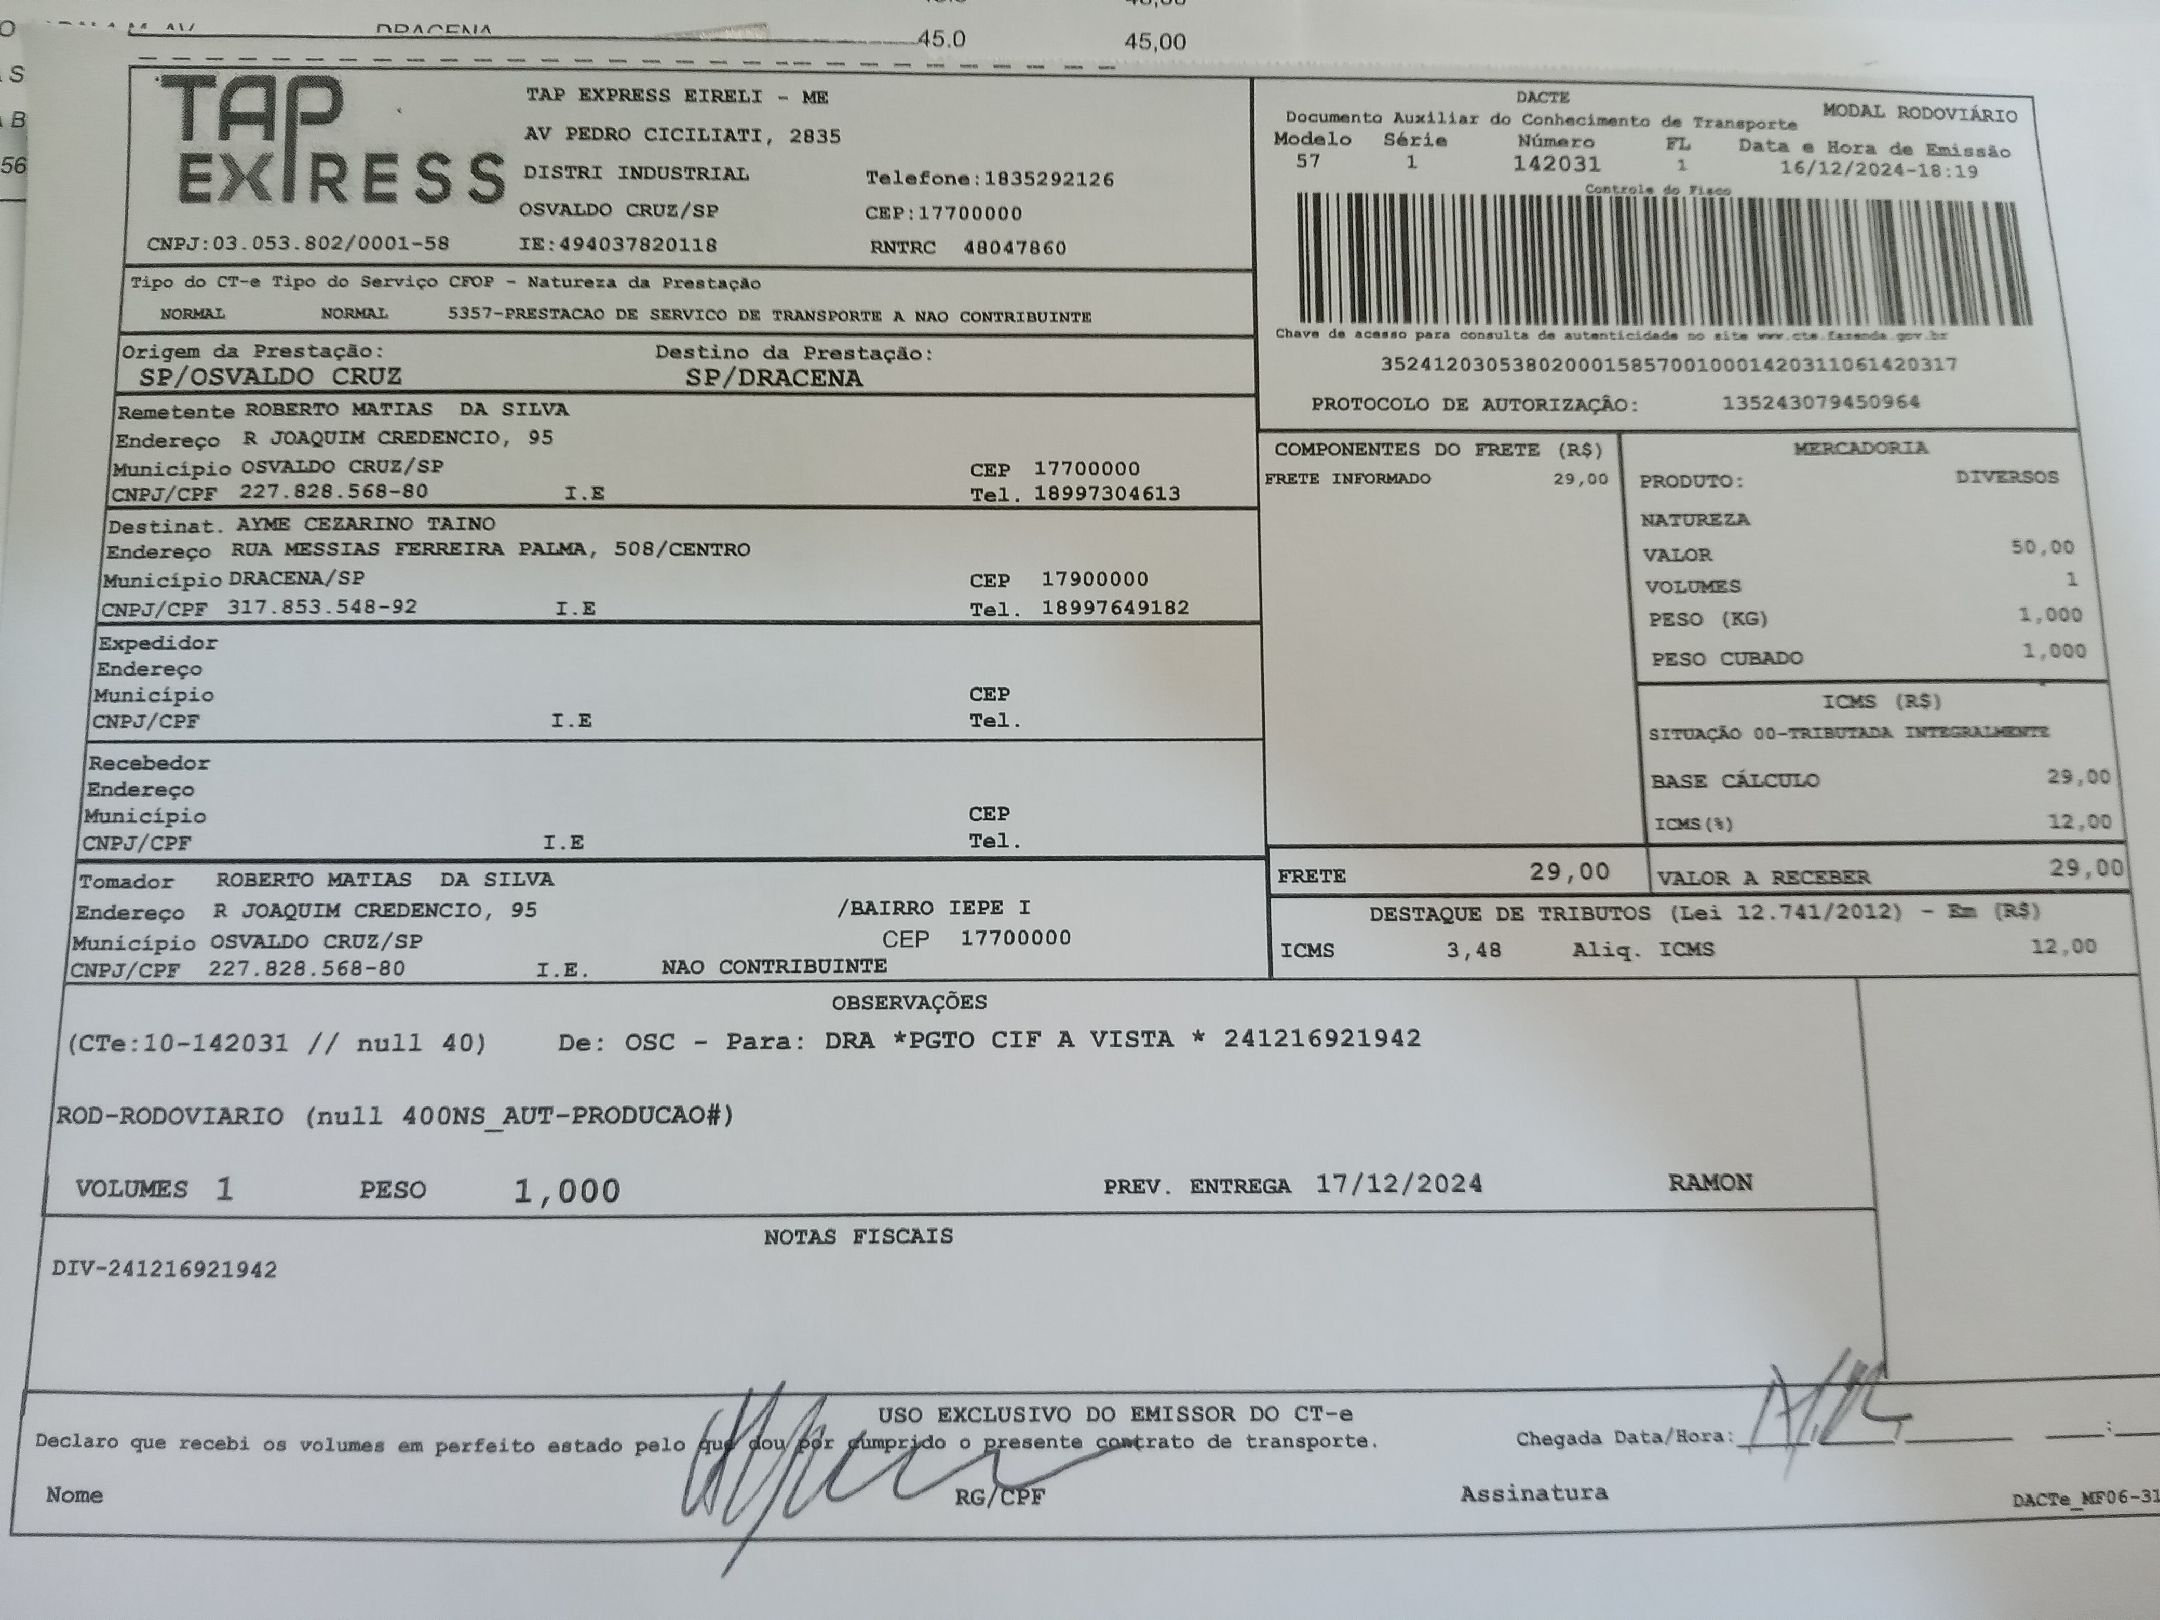 DRACENA
45.0 45,00
TAP EXPRESS
TAP EXPRESS EIRELI - ME
AV PEDRO CICILIATI, 2835
DISTRI INDUSTRIAL Telefone:1835292126
OSVALDO CRUZ/SP CEP:17700000
CNPJ:03.053.802/0001-58 IE:494037820118 RNTRC 48047860
DACTE
Documento Auxiliar do Conhecimento de Transporte MODAL RODOVIÁRIO
Modelo Série Número FL Data e Hora de Emissão
57 1 142031 1 16/12/2024-18:19
Controle do Fisco
Chave de acesso para consulta de autenticidade no site www.cte.fazenda.gov.br
35241203053802000158570010001420311061420317
PROTOCOLO DE AUTORIZAÇÃO: 135243079450964
Tipo do CT-e Tipo do Serviço CFOP - Natureza da Prestação
NORMAL NORMAL 5357-PRESTACAO DE SERVICO DE TRANSPORTE A NAO CONTRIBUINTE
Origem da Prestação: Destino da Prestação:
SP/OSVALDO CRUZ SP/DRACENA
Remetente ROBERTO MATIAS DA SILVA
Endereço R JOAQUIM CREDENCIO, 95
Município OSVALDO CRUZ/SP CEP 17700000
CNPJ/CPF 227.828.568-80 I.E Tel. 18997304613
Destinat. AYME CEZARINO TAINO
Endereço RUA MESSIAS FERREIRA PALMA, 508/CENTRO
Município DRACENA/SP CEP 17900000
CNPJ/CPF 317.853.548-92 I.E Tel. 18997649182
Expedidor
Endereço
Município CEP
CNPJ/CPF I.E Tel.
Recebedor
Endereço
Município CEP
CNPJ/CPF I.E Tel.
Tomador ROBERTO MATIAS DA SILVA
Endereço R JOAQUIM CREDENCIO, 95 /BAIRRO IEPE I
Município OSVALDO CRUZ/SP CEP 17700000
CNPJ/CPF 227.828.568-80 I.E. NAO CONTRIBUINTE
COMPONENTES DO FRETE (R$)
FRETE INFORMADO 29,00
MERCADORIA
PRODUTO: DIVERSOS
NATUREZA
VALOR 50,00
VOLUMES 1
PESO (KG) 1,000
PESO CUBADO 1,000
ICMS (R$)
SITUAÇÃO 00-TRIBUTADA INTEGRALMENTE
BASE CÁLCULO 29,00
ICMS(%) 12,00
FRETE 29,00 VALOR A RECEBER 29,00
DESTAQUE DE TRIBUTOS (Lei 12.741/2012) - Em (R$)
ICMS 3,48 Aliq. ICMS 12,00
OBSERVAÇÕES
(CTe:10-142031 // null 40) De: OSC - Para: DRA *PGTO CIF A VISTA * 241216921942
ROD-RODOVIARIO (null 400NS_AUT-PRODUCAO#)
VOLUMES 1 PESO 1,000 PREV. ENTREGA 17/12/2024 RAMON
NOTAS FISCAIS
DIV-241216921942
USO EXCLUSIVO DO EMISSOR DO CT-e
Declaro que recebi os volumes em perfeito estado pelo que dou por cumprido o presente contrato de transporte. Chegada Data/Hora:
Nome RG/CPF Assinatura DACTe_MF06-31